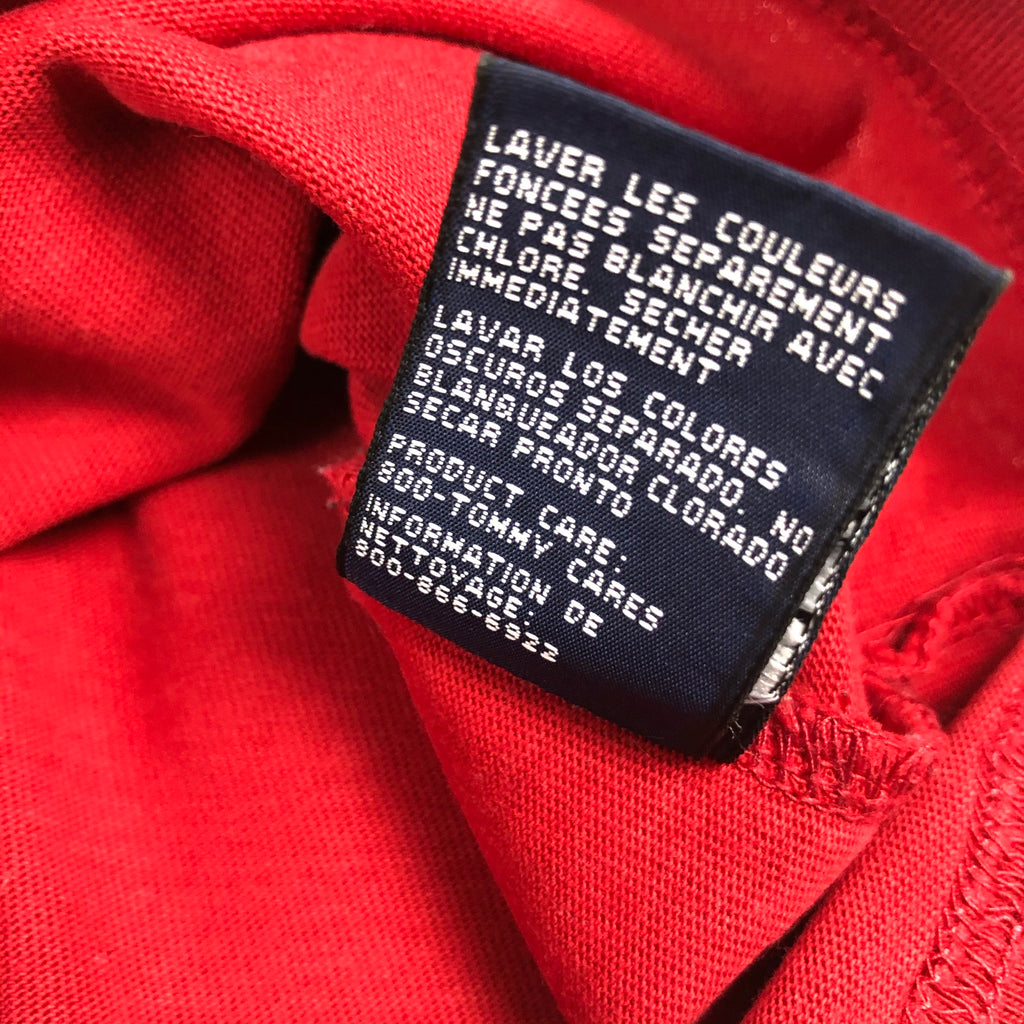 LAVER LES COULEURS
FONCEES SEPAREMENT
NE PAS BLANCHIR AVEC
CHLORE. SECHER
IMMEDIATEMENT
LAVAR LOS COLORES
OSCUROS SEPARADO. NO
BLANQUEADOR CLORADO
SECAR PRONTO
PRODUCT CARE:
800-TOMMY CARES
INFORMATION DE
NETTOYAGE:
800-866-6922